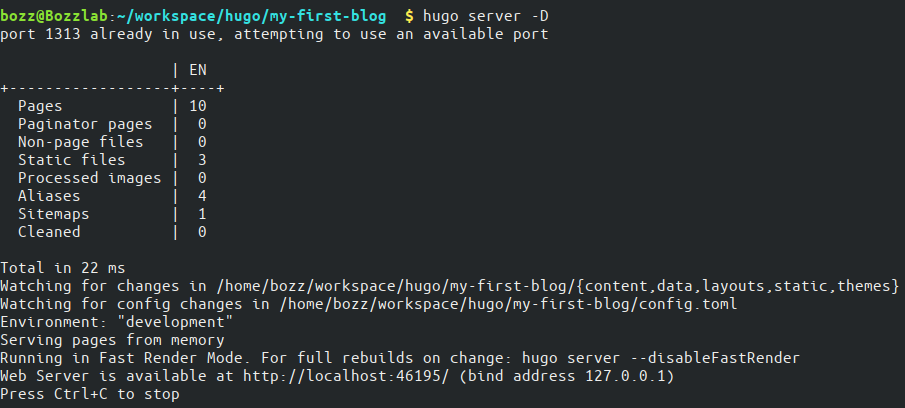 bozz@Bozzlab:~/workspace/hugo/my-first-blog  $ hugo server -D
port 1313 already in use, attempting to use an available port

                   | EN
+------------------+----+
  Pages            | 10
  Paginator pages  |  0
  Non-page files   |  0
  Static files     |  3
  Processed images |  0
  Aliases          |  4
  Sitemaps         |  1
  Cleaned          |  0

Total in 22 ms
Watching for changes in /home/bozz/workspace/hugo/my-first-blog/{content,data,layouts,static,themes}
Watching for config changes in /home/bozz/workspace/hugo/my-first-blog/config.toml
Environment: "development"
Serving pages from memory
Running in Fast Render Mode. For full rebuilds on change: hugo server --disableFastRender
Web Server is available at http://localhost:46195/ (bind address 127.0.0.1)
Press Ctrl+C to stop